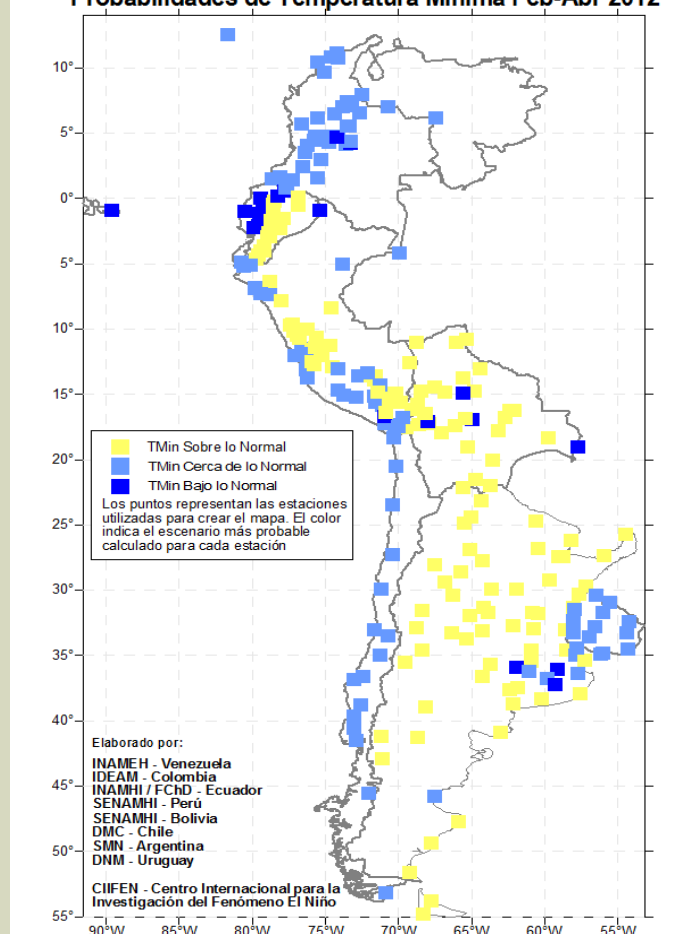 Probabilidades de Temperatura Mínima Feb-Abr 2012
10°
5°
0°
5°
10°
15°
20°
25°
30°
35°
40°
45°
50°
55°
TMin Sobre lo Normal
TMin Cerca de lo Normal
TMin Bajo lo Normal
Los puntos representan las estaciones
utilizadas para crear el mapa. El color
indica el escenario más probable
calculado para cada estación
Elaborado por:
INAMEH - Venezuela
IDEAM - Colombia
INAMHI / FChD - Ecuador
SENAMHI - Perú
SENAMHI - Bolivia
DMC - Chile
SMN - Argentina
DNM - Uruguay
CIIFEN - Centro Internacional para la
Investigación del Fenómeno El Niño
90°W 85°W 80°W 75°W 70°W 65°W 60°W 55°W